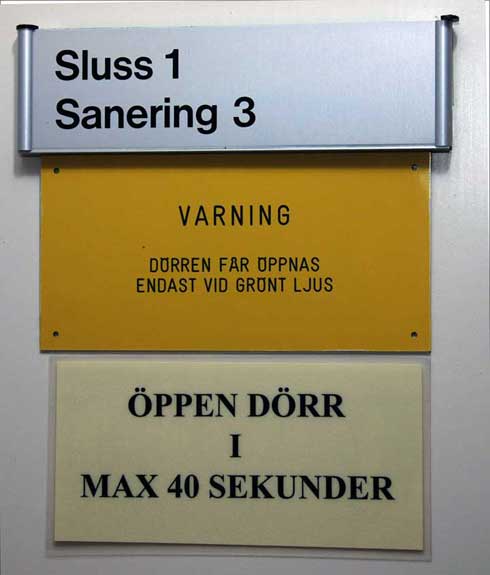 Sluss 1
Sanering 3
VARNING
DÖRREN FÅR ÖPPNAS
ENDAST VID GRÖNT LJUS
ÖPPEN DÖRR
I
MAX 40 SEKUNDER